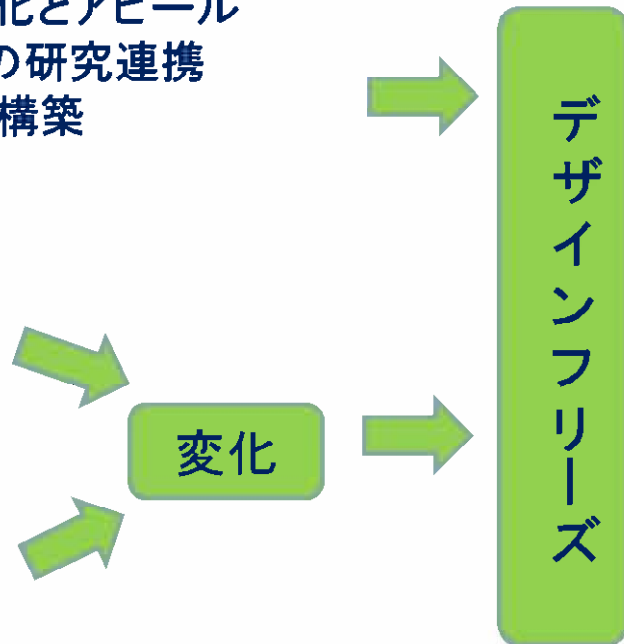 化とアピール
の研究連携
構築
変化
デザインフリーズ